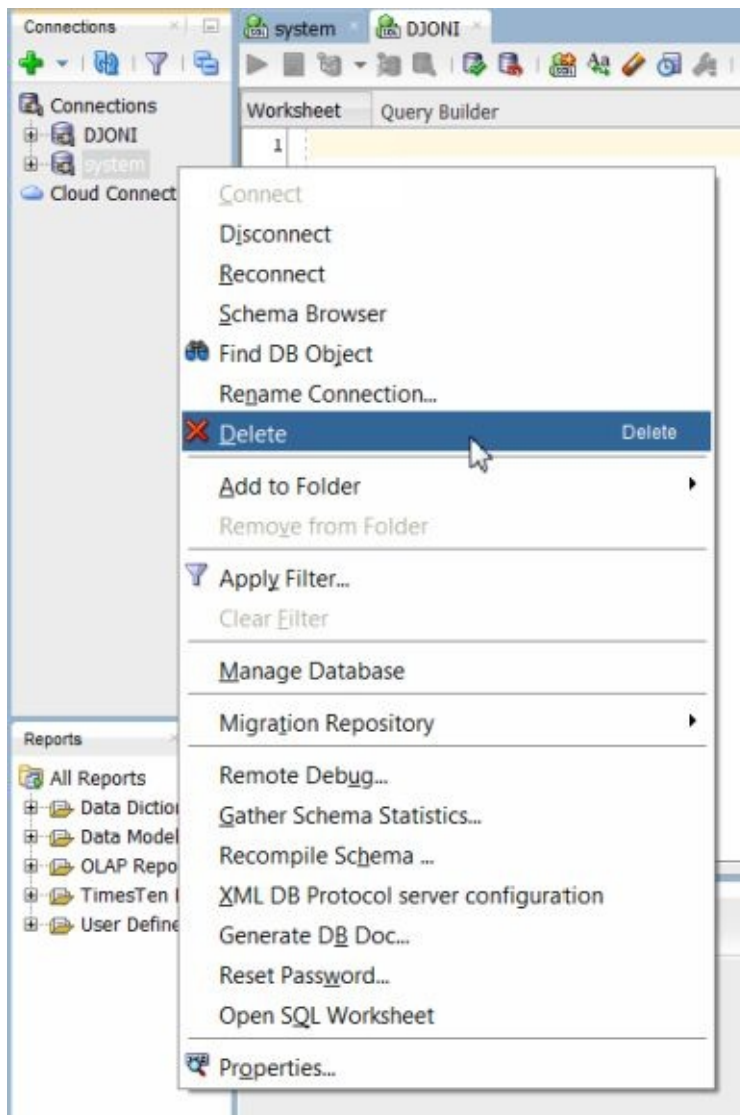 Connections
system
DJONI
Connections
DJONI
system
Cloud Connect
Worksheet
Query Builder
1
Connect
Disconnect
Reconnect
Schema Browser
Find DB Object
Rename Connection...
Delete Delete
Add to Folder
Remove from Folder
Apply Filter...
Clear Filter
Manage Database
Migration Repository
Remote Debug...
Gather Schema Statistics...
Recompile Schema ...
XML DB Protocol server configuration
Generate DB Doc...
Reset Password...
Open SQL Worksheet
Properties...
Reports
All Reports
Data Dictio
Data Model
OLAP Repo
TimesTen
User Define